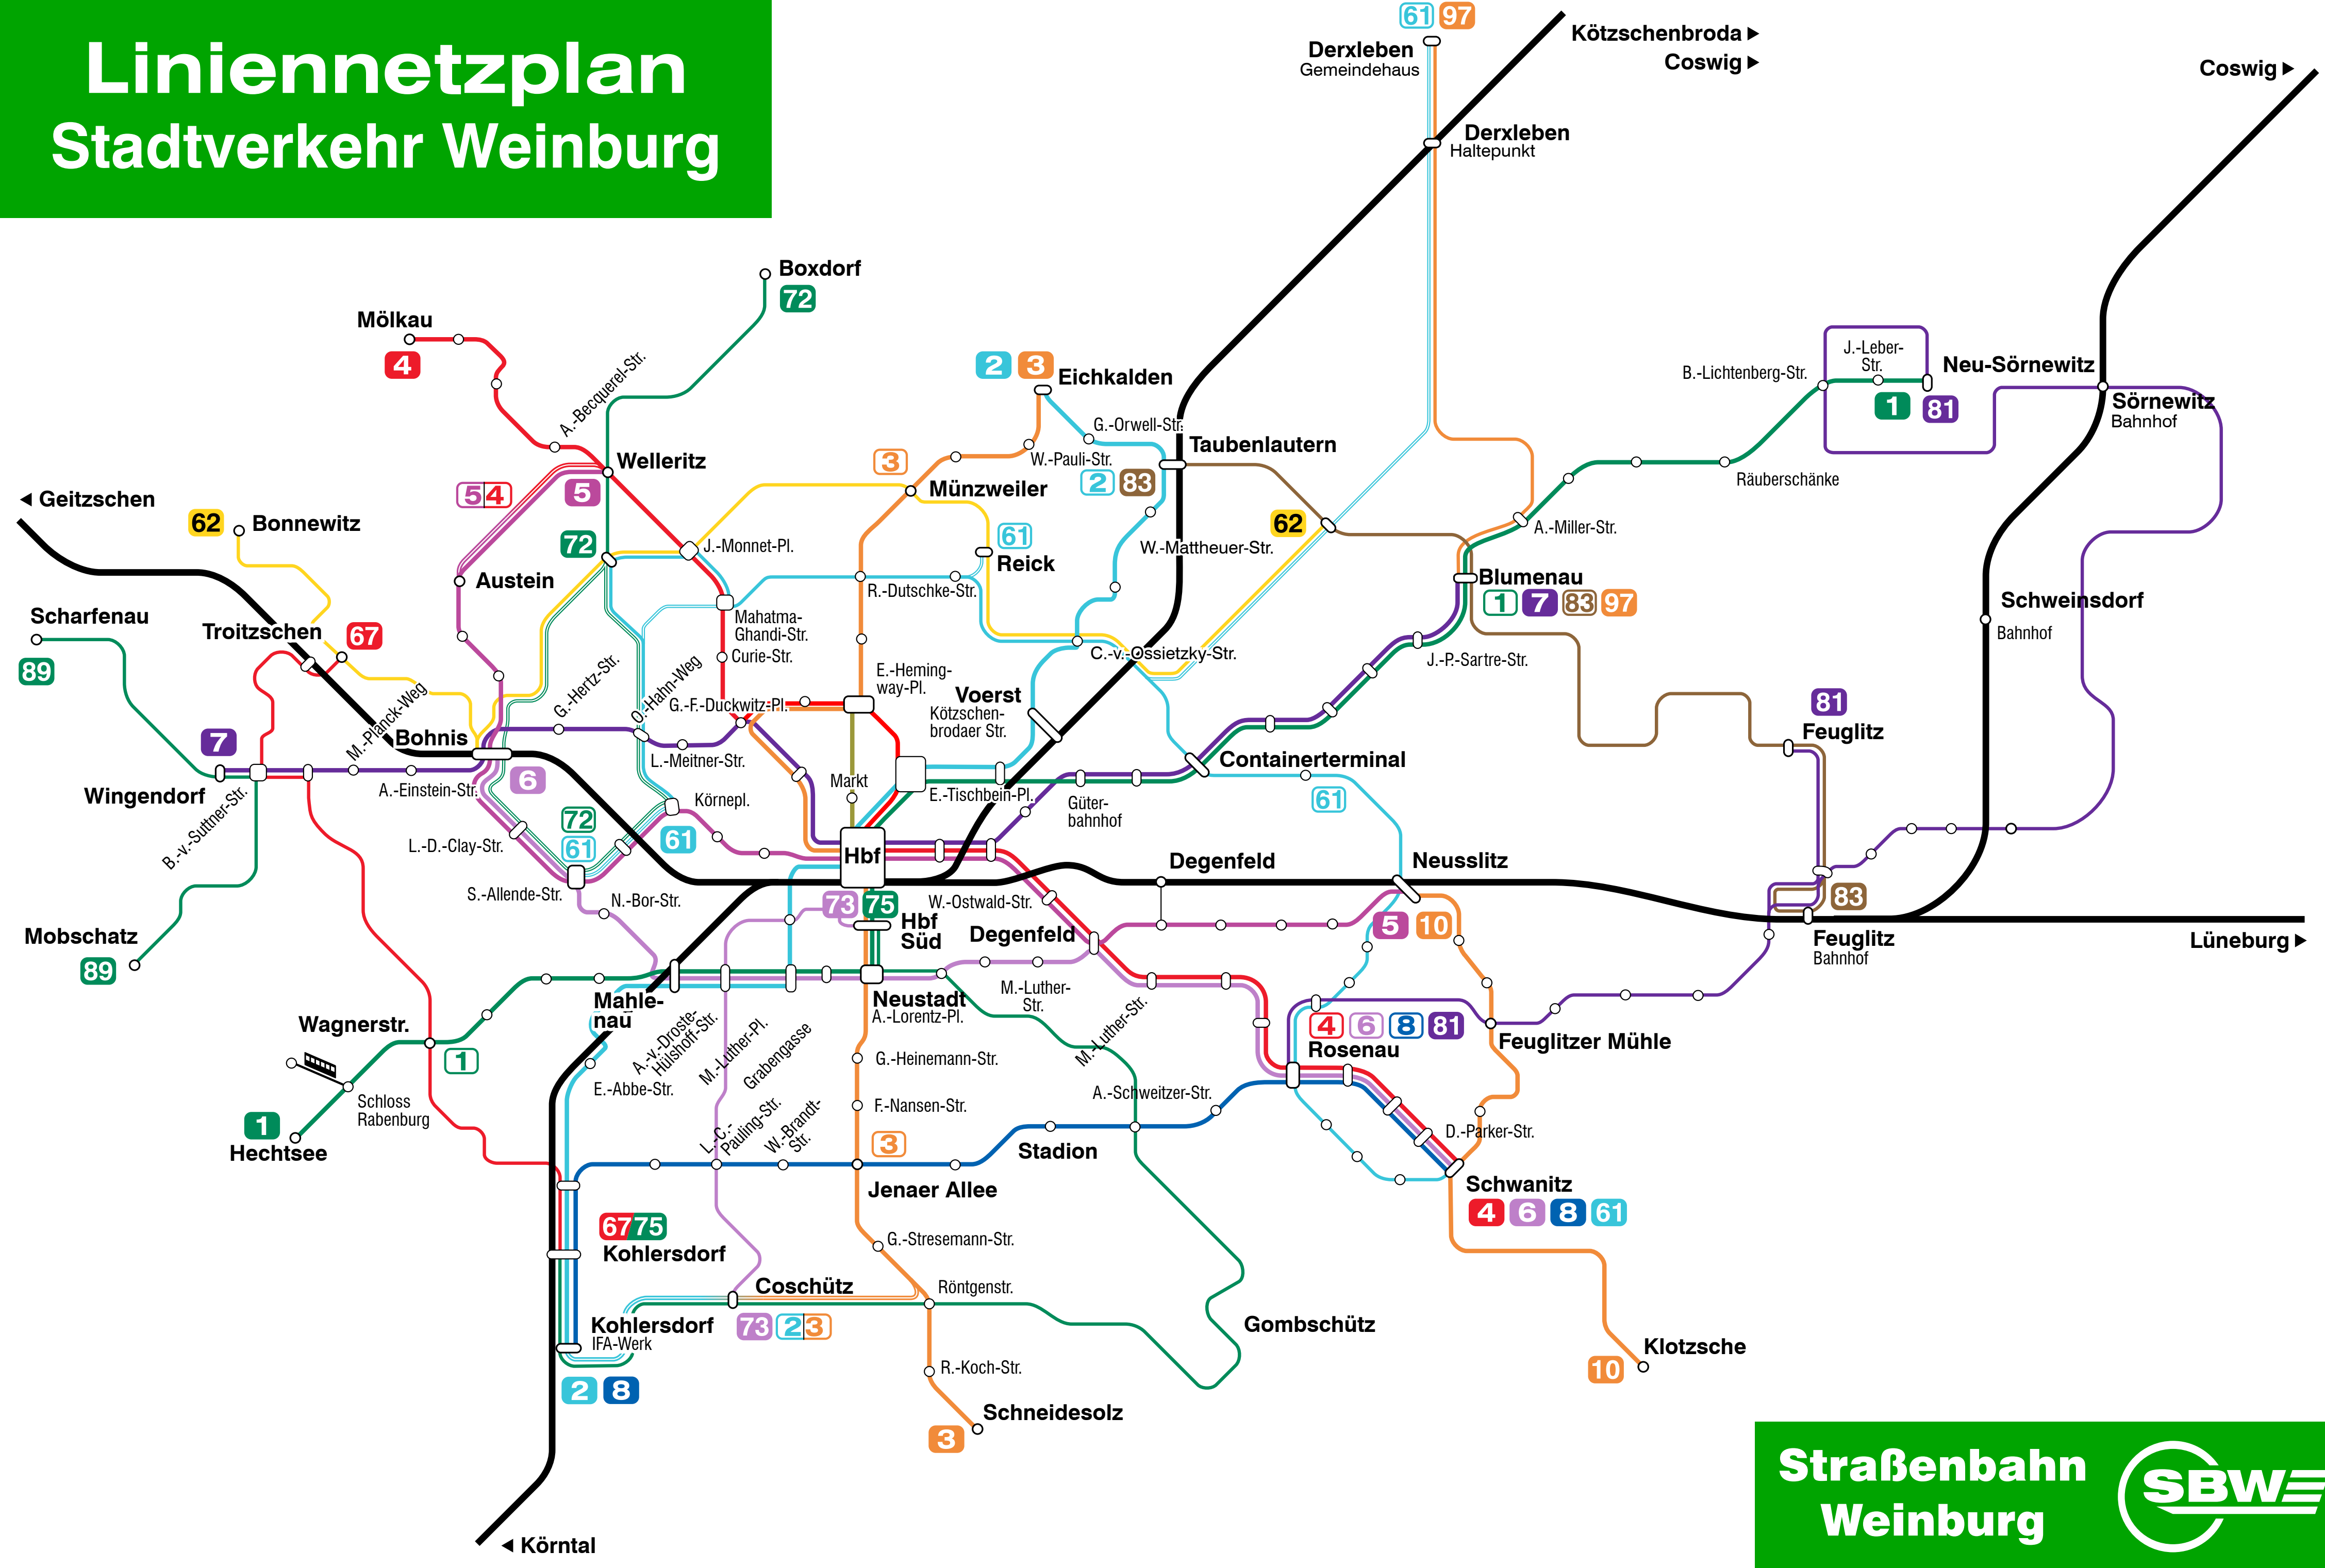 Liniennetzplan
Stadtverkehr Weinburg
61 97
Derxleben
Gemeindehaus
Kötzschenbroda
Coswig
Coswig
Derxleben
Haltepunkt
Boxdorf
72
Mölkau
4
A.-Becquerel-Str.
2 3
Eichkalden
G.-Orwell-Str.
W.-Pauli-Str.
Taubenlautern
2 83
B.-Lichtenberg-Str.
J.-Leber-
Str.
Neu-Sörnewitz
1 81
Sörnewitz
Bahnhof
Welleritz
5 4
5
3
Münzweiler
Räuberschänke
Geitzschen
62
Bonnewitz
72
J.-Monnet-Pl.
61
Reick
W.-Mattheuer-Str.
62
A.-Miller-Str.
Austein
R.-Dutschke-Str.
Blumenau
1 7 83 97
Schweinsdorf
Bahnhof
Scharfenau
89
Troitzschen
67
Mahatma-
Ghandi-Str.
Curie-Str.
C.-v.-Ossietzky-Str.
J.-P.-Sartre-Str.
G.-Hertz-Str.
O.-Hahn-Weg
E.-Heming-
way-Pl.
G.-F.-Duckwitz-Pl.
Voerst
Kötzschen-
brodaer Str.
M.-Planck-Weg
81
Feuglitz
7
Bohnis
L.-Meitner-Str.
Containerterminal
Wingendorf
A.-Einstein-Str.
6
Markt
E.-Tischbein-Pl.
Körnepl.
Güter-
bahnhof
61
B.-v.-Suttner-Str.
72
61
61
L.-D.-Clay-Str.
Hbf
Degenfeld
Neusslitz
S.-Allende-Str.
N.-Bor-Str.
73 75
W.-Ostwald-Str.
Hbf
Süd
5 10
83
Mobschatz
89
Degenfeld
Feuglitz
Bahnhof
Lüneburg
Mahle-
nau
Neustadt
A.-Lorentz-Pl.
M.-Luther-
Str.
Wagnerstr.
1
A.-v.-Droste-
Hülshoff-Str.
M.-Luther-Pl.
Grabengasse
M.-Luther-Str.
4 6 8 81
Rosenau
Feuglitzer Mühle
G.-Heinemann-Str.
E.-Abbe-Str.
Schloss
Rabenburg
F.-Nansen-Str.
A.-Schweitzer-Str.
1
Hechtsee
L.-C.-
Pauling-Str.
W.-Brandt-
Str.
3
D.-Parker-Str.
Stadion
Jenaer Allee
Schwanitz
4 6 8 61
67 75
Kohlersdorf
G.-Stresemann-Str.
Coschütz
73 2 3
Röntgenstr.
Kohlersdorf
IFA-Werk
Gombschütz
Klotzsche
10
R.-Koch-Str.
2 8
Schneidesolz
3
Körntal
Straßenbahn
Weinburg
SBW